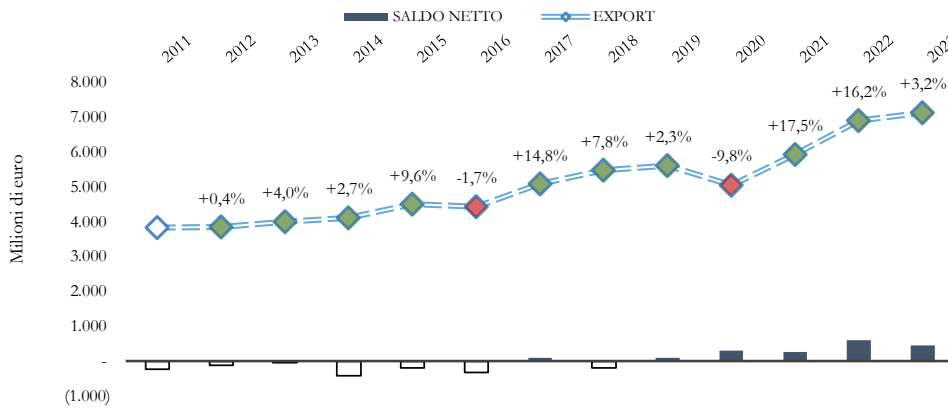 SALDO NETTO EXPORT
2011 2012 2013 2014 2015 2016 2017 2018 2019 2020 2021 2022 202
8.000
7.000
6.000
5.000
4.000
3.000
2.000
1.000
-
(1.000)
Milioni di euro
+0,4% +4,0% +2,7% +9,6% -1,7% +14,8% +7,8% +2,3% -9,8% +17,5% +16,2% +3,2%